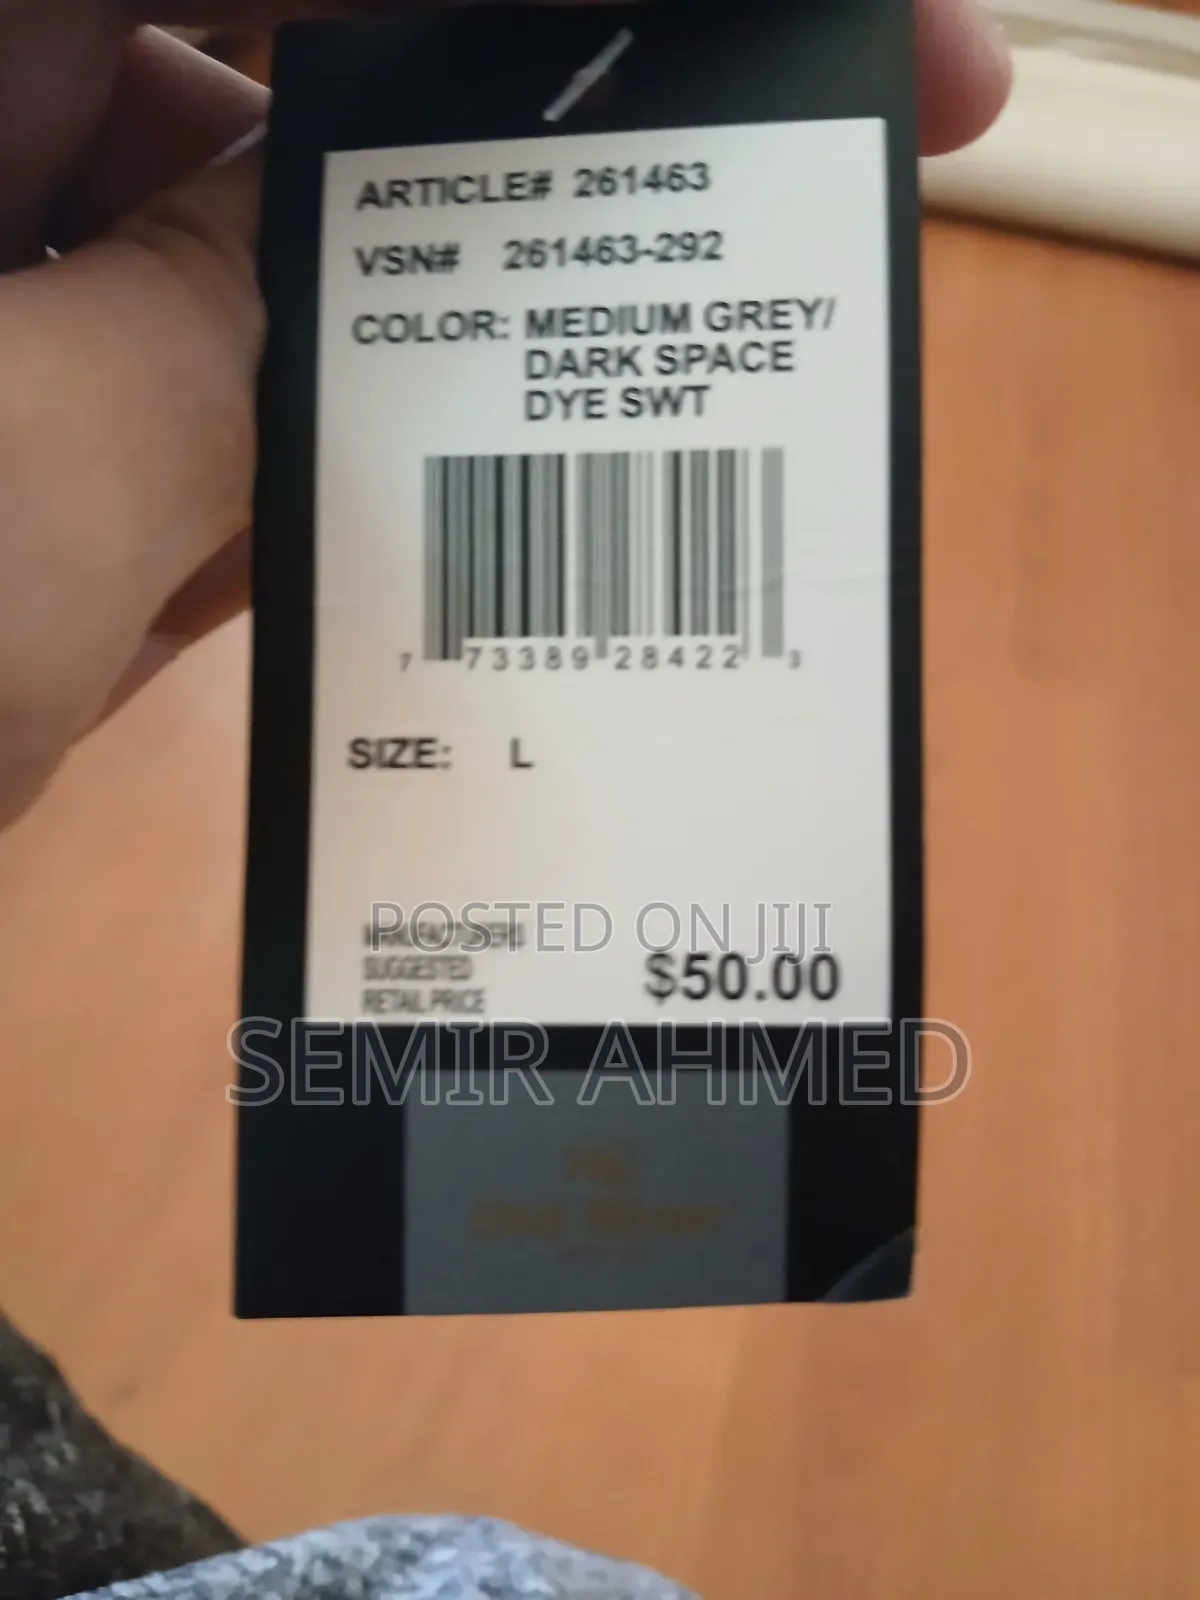 ARTICLE# 261463
VSN# 261463-292
COLOR: MEDIUM GREY/
DARK SPACE
DYE SWT
7 73389 28422 3
SIZE: L
POSTED ON JIJI
MANUFACTURERS
SUGGESTED
RETAIL PRICE
$50.00
SEMIR AHMED